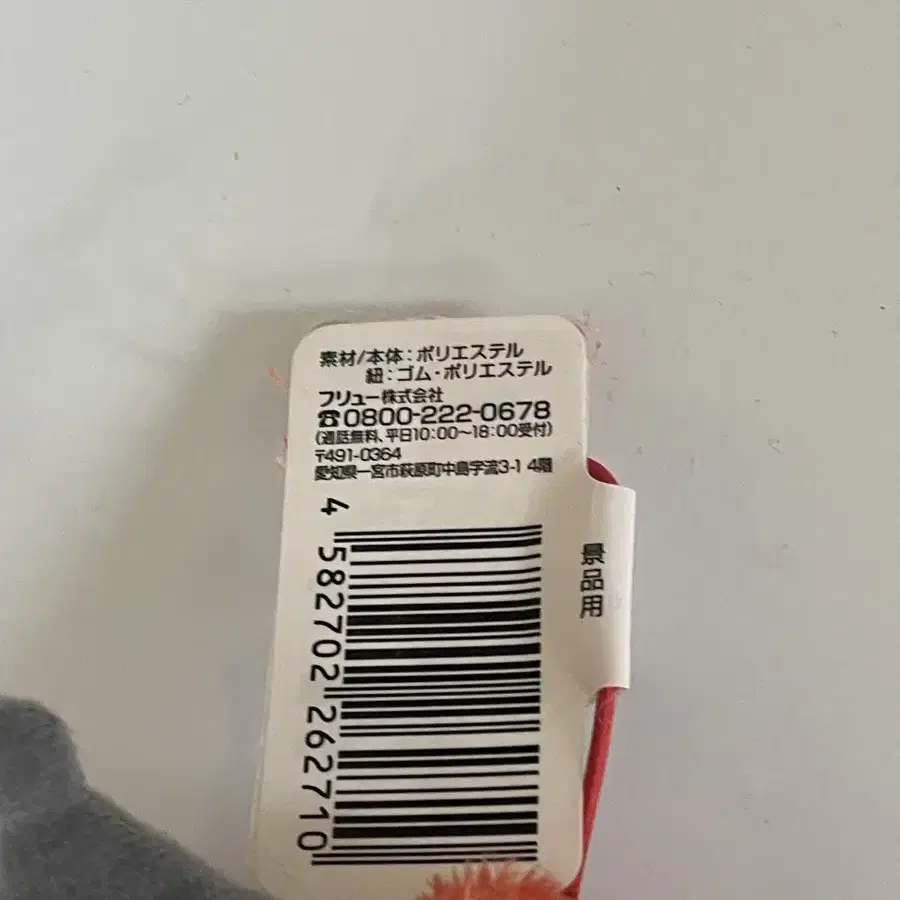 素材/本体:ポリエステル
紐:ゴム・ポリエステル
フリュー株式会社
☎0800-222-0678
(通話無料、平日10:00〜18:00受付)
〒491-0364
愛知県一宮市萩原町中島字流3-1 4階
4 582702 262710
景品用